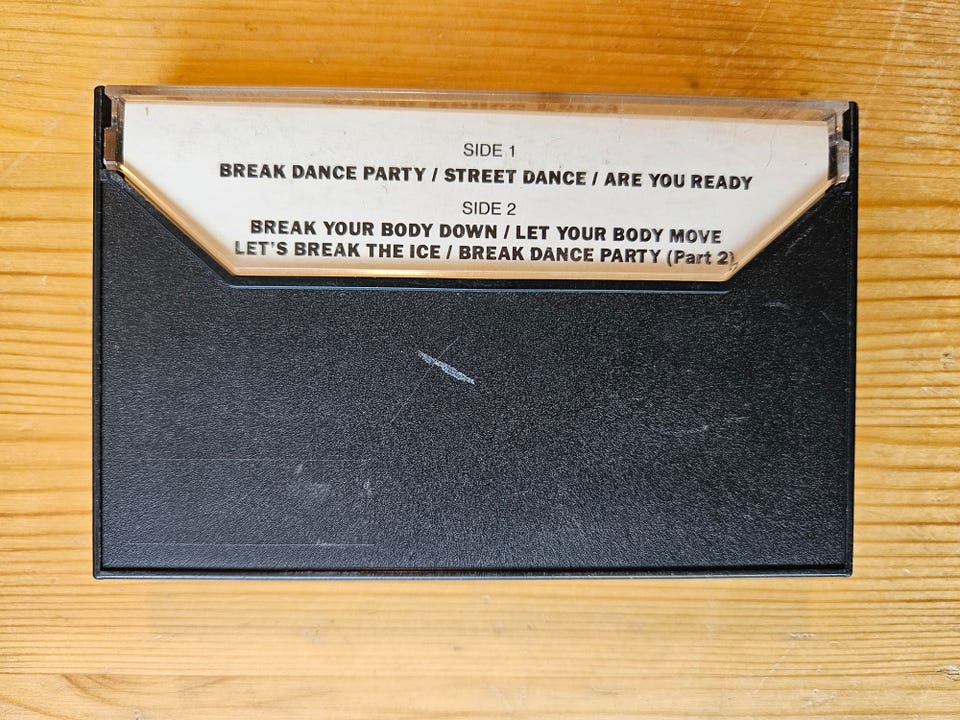 SIDE 1
BREAK DANCE PARTY / STREET DANCE / ARE YOU READY
SIDE 2
BREAK YOUR BODY DOWN / LET YOUR BODY MOVE
LET'S BREAK THE ICE / BREAK DANCE PARTY (Part 2)